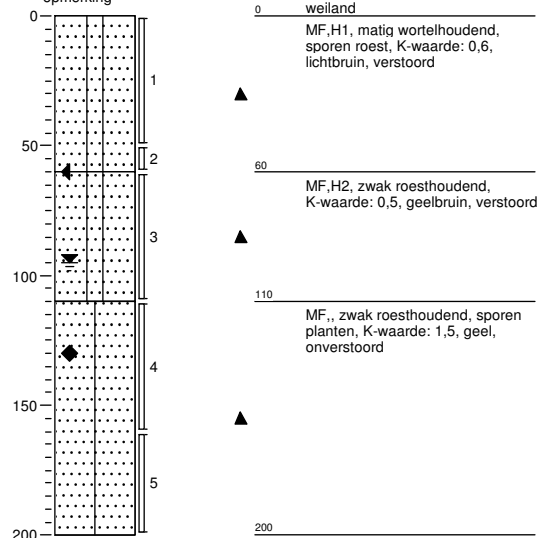 opmerking
0
50
100
150
200
1
2
3
4
5
0
weiland
MF,H1, matig wortelhoudend,
sporen roest, K-waarde: 0,6,
lichtbruin, verstoord
60
MF,H2, zwak roesthoudend,
K-waarde: 0,5, geelbruin, verstoord
110
MF,, zwak roesthoudend, sporen
planten, K-waarde: 1,5, geel,
onverstoord
200